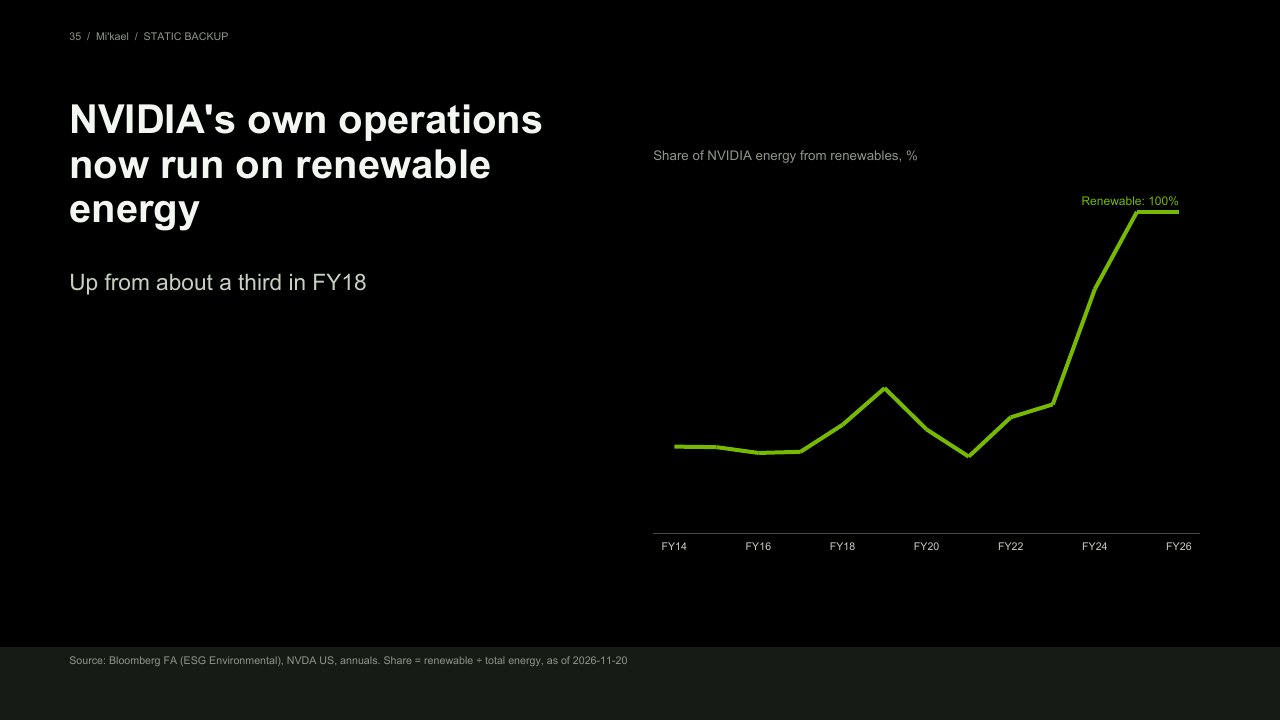 35 / Mi'kael / STATIC BACKUP
NVIDIA's own operations
now run on renewable
energy
Up from about a third in FY18
Share of NVIDIA energy from renewables, %
Renewable: 100%
FY14 FY16 FY18 FY20 FY22 FY24 FY26
Source: Bloomberg FA (ESG Environmental), NVDA US, annuals. Share = renewable ÷ total energy, as of 2026-11-20